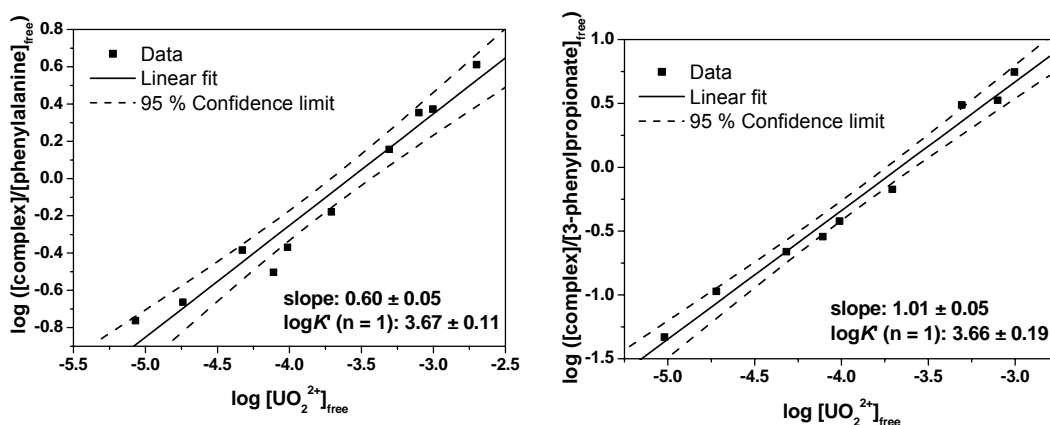 log ([complex]/[phenylalanine]free)
0.8
0.6
0.4
0.2
0.0
-0.2
-0.4
-0.6
-0.8
Data
Linear fit
95 % Confidence limit
slope: 0.60 ± 0.05
logK' (n = 1): 3.67 ± 0.11
-5.5 -5.0 -4.5 -4.0 -3.5 -3.0 -2.5
log [UO₂²⁺]free
log ([complex]/[3-phenylpropionate]free)
1.0
0.5
0.0
-0.5
-1.0
-1.5
Data
Linear fit
95 % Confidence limit
slope: 1.01 ± 0.05
logK' (n = 1): 3.66 ± 0.19
-5.0 -4.5 -4.0 -3.5 -3.0
log [UO₂²⁺]free